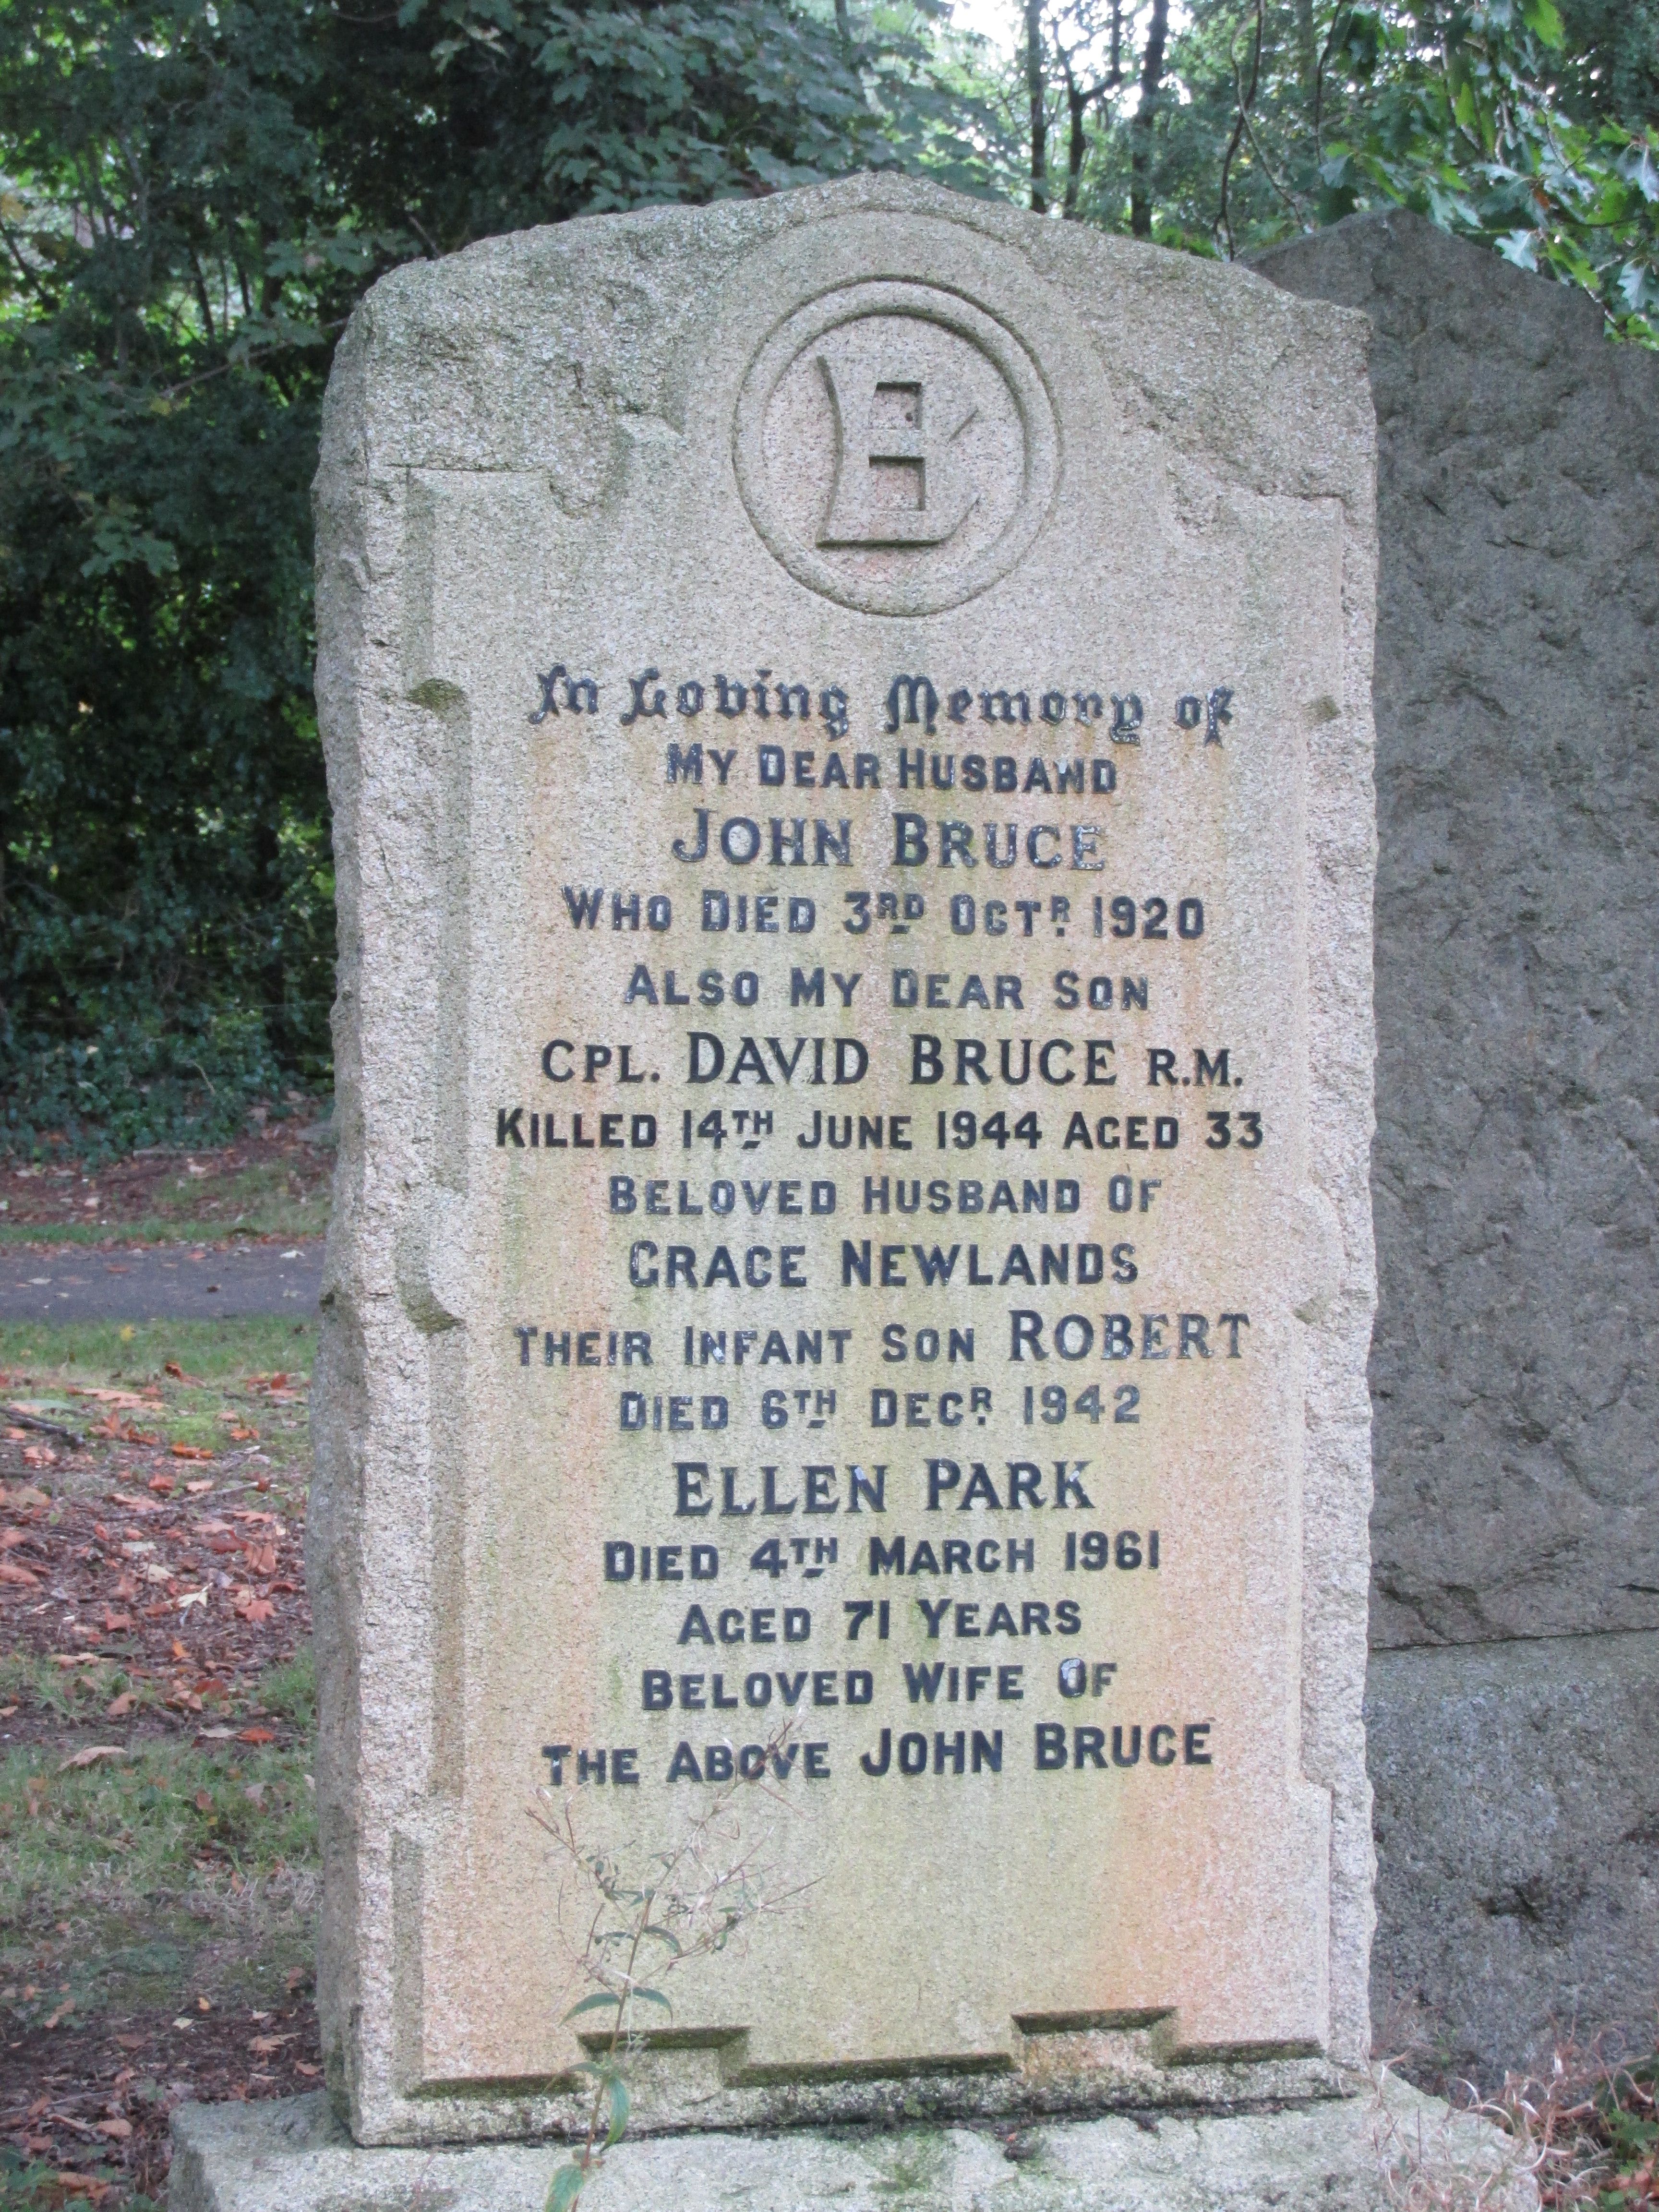 B
In Loving Memory of
MY DEAR HUSBAND
JOHN BRUCE
WHO DIED 3RD OCTR. 1920
ALSO MY DEAR SON
CPL. DAVID BRUCE R.M.
KILLED 14TH JUNE 1944 AGED 33
BELOVED HUSBAND OF
GRACE NEWLANDS
THEIR INFANT SON ROBERT
DIED 6TH DECR. 1942
ELLEN PARK
DIED 4TH MARCH 1961
AGED 71 YEARS
BELOVED WIFE OF
THE ABOVE JOHN BRUCE